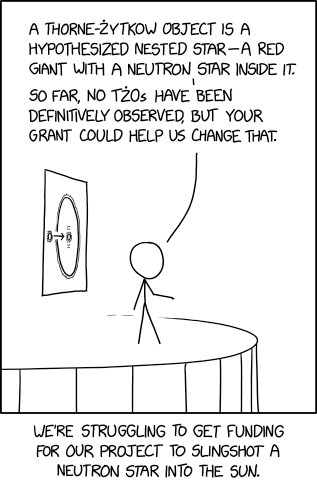 A THORNE-ŻYTKOW OBJECT IS A
HYPOTHESIZED NESTED STAR—A RED
GIANT WITH A NEUTRON STAR INSIDE IT.
SO FAR, NO TŻOs HAVE BEEN
DEFINITIVELY OBSERVED, BUT YOUR
GRANT COULD HELP US CHANGE THAT.
WE'RE STRUGGLING TO GET FUNDING
FOR OUR PROJECT TO SLINGSHOT A
NEUTRON STAR INTO THE SUN.